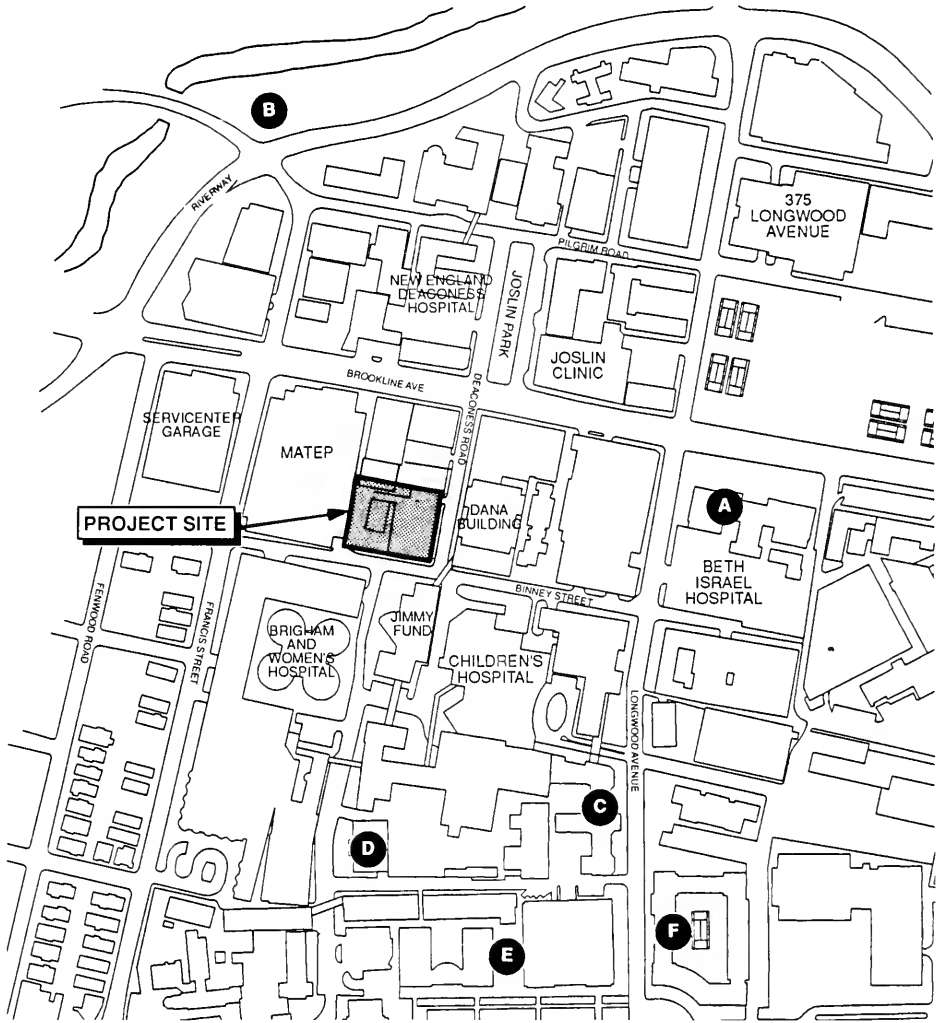 B
RIVERWAY
375
LONGWOOD
AVENUE
PILGRIM ROAD
NEW ENGLAND
DEACONESS
HOSPITAL
JOSLIN PARK
JOSLIN
CLINIC
BROOKLINE AVE
DEACONESS ROAD
SERVICENTER
GARAGE
MATEP
PROJECT SITE
DANA
BUILDING
A
BETH
ISRAEL
HOSPITAL
BINNEY STREET
FENWOOD ROAD
FRANCIS STREET
BRIGHAM
AND
WOMEN'S
HOSPITAL
JIMMY
FUND
CHILDREN'S
HOSPITAL
LONGWOOD AVENUE
C
D
E
F